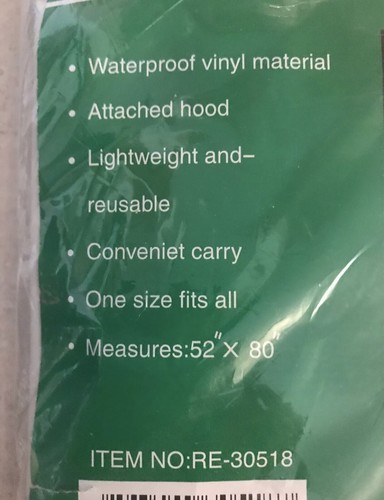 • Waterproof vinyl material
• Attached hood
• Lightweight and–
reusable
• Conveniet carry
• One size fits all
• Measures:52"X 80"
ITEM NO:RE-30518